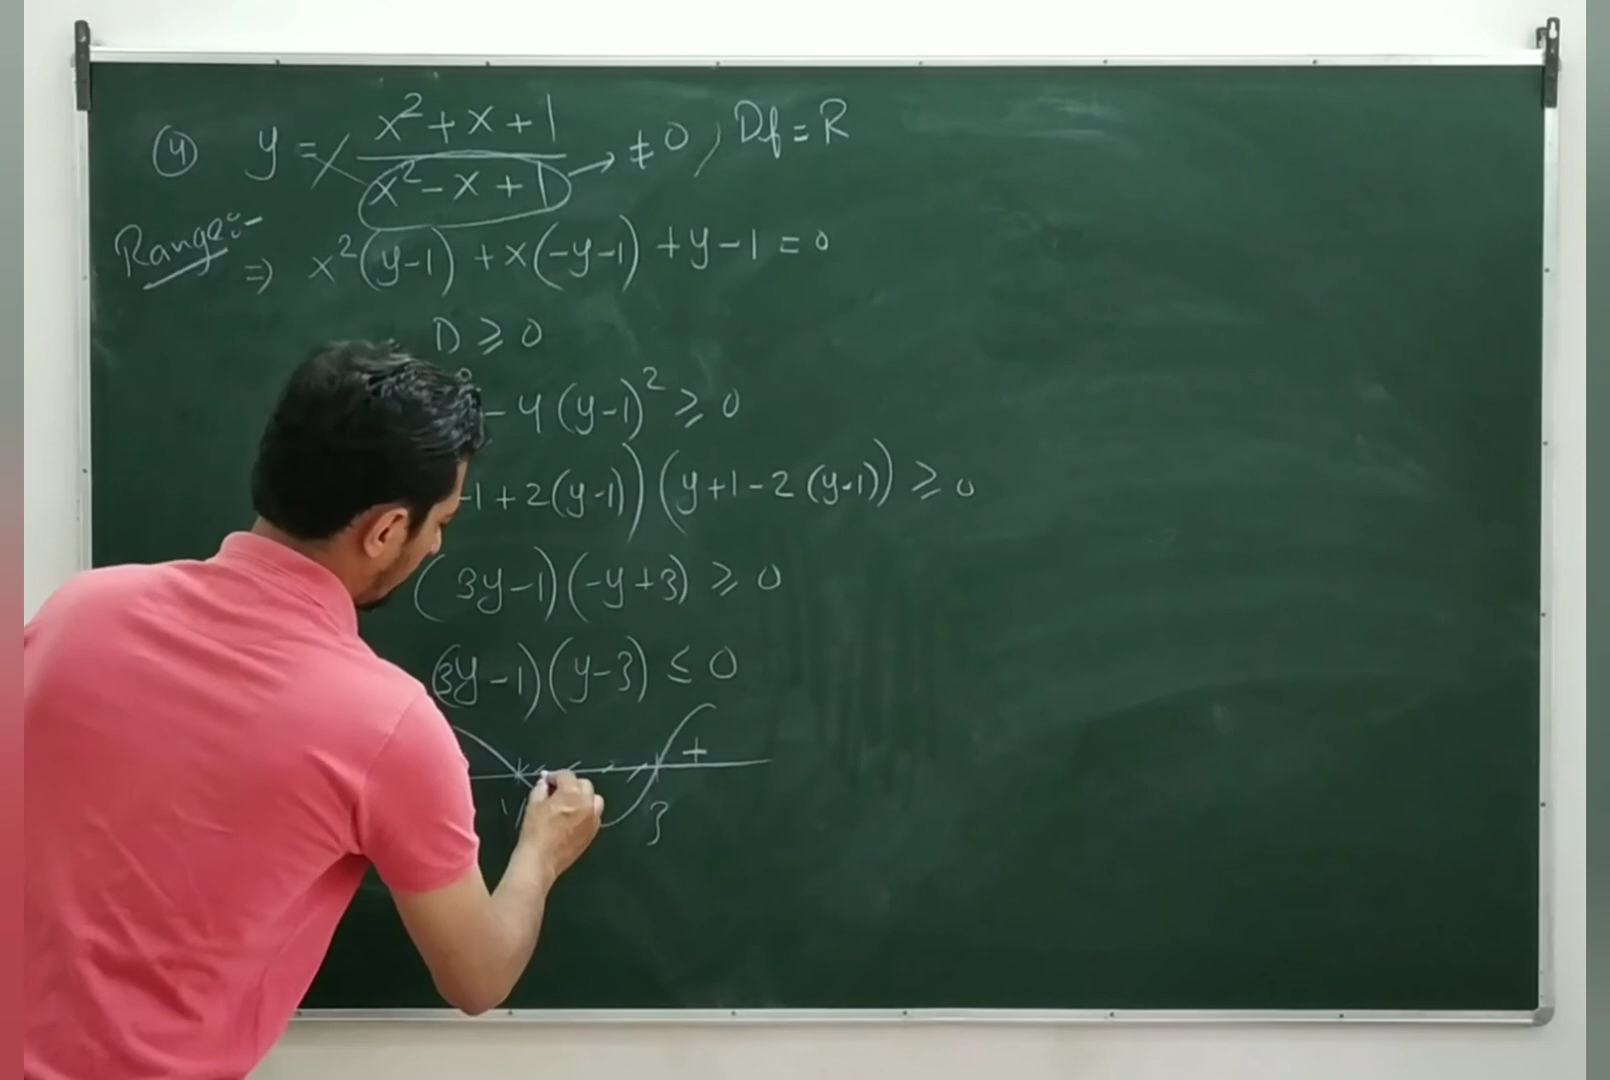 (4) y = x²+x+1 / x²-x+1 → ≠0, Df = R
Range:-
⇒ x²(y-1) + x(-y-1) + y-1 = 0
D ⩾ 0
- 4(y-1)² ⩾ 0
-1+2(y-1))(y+1-2(y-1)) ⩾ 0
(3y-1)(-y+3) ⩾ 0
(3y-1)(y-3) ≤ 0
+
3